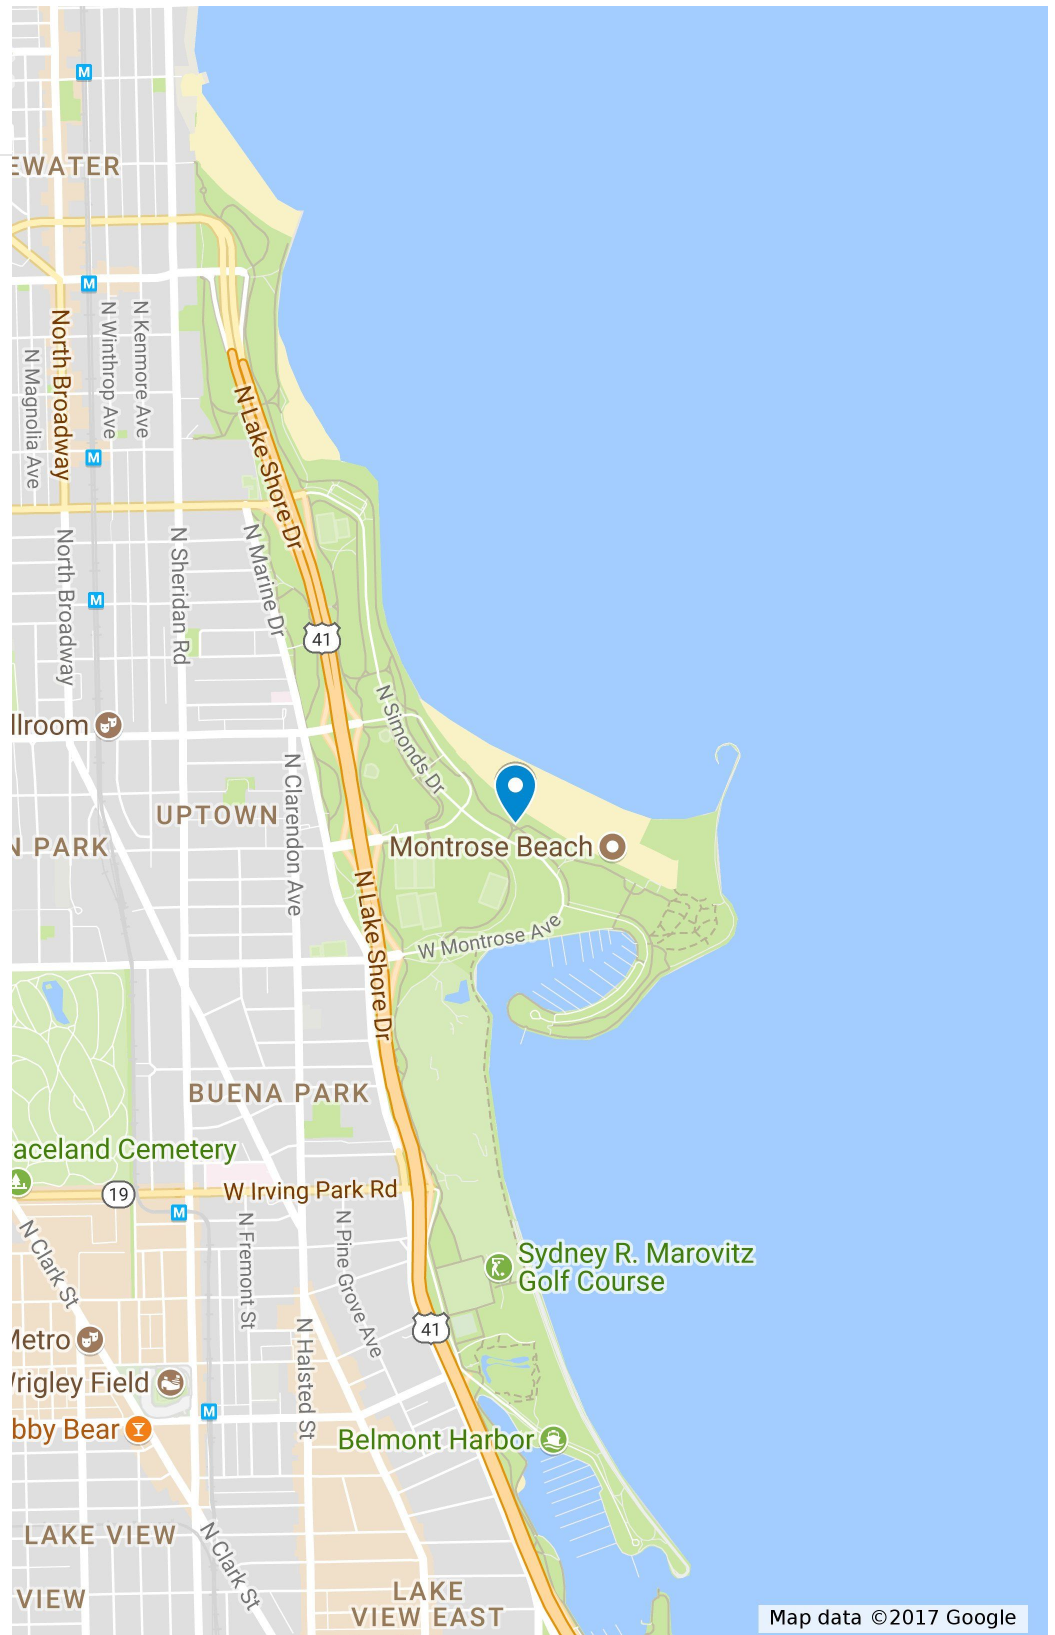 M
EWATER
M
North Broadway
N Magnolia Ave
N Winthrop Ave
N Kenmore Ave
N Lake Shore Dr
M
North Broadway
N Sheridan Rd
N Marine Dr
M
41
N Simonds Dr
llroom
N Clarendon Ave
UPTOWN
N PARK
Montrose Beach
N Lake Shore Dr
W Montrose Ave
BUENA PARK
aceland Cemetery
19
W Irving Park Rd
M
N Clark St
N Fremont St
N Pine Grove Ave
Sydney R. Marovitz
Golf Course
41
Metro
N Halsted St
rigley Field
M
bby Bear
Belmont Harbor
LAKE VIEW
N Clark St
VIEW
LAKE
VIEW EAST
Map data ©2017 Google